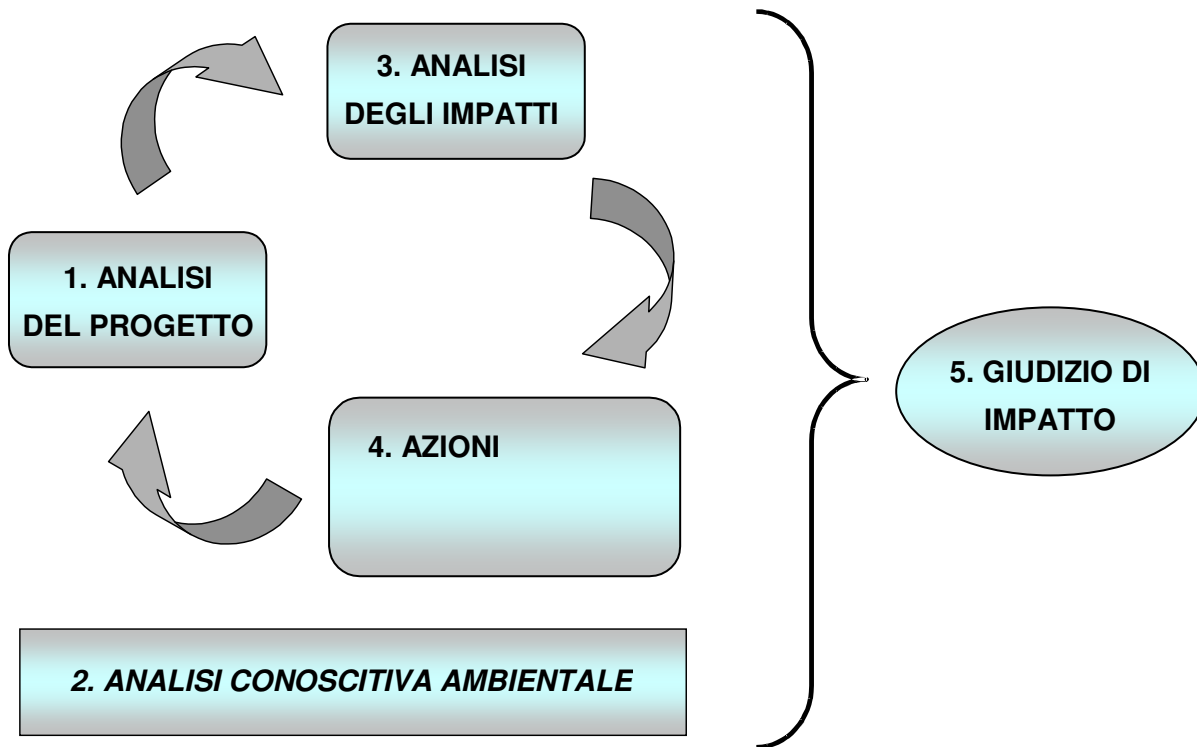 3. ANALISI
DEGLI IMPATTI
1. ANALISI
DEL PROGETTO
5. GIUDIZIO DI
IMPATTO
4. AZIONI
2. ANALISI CONOSCITIVA AMBIENTALE